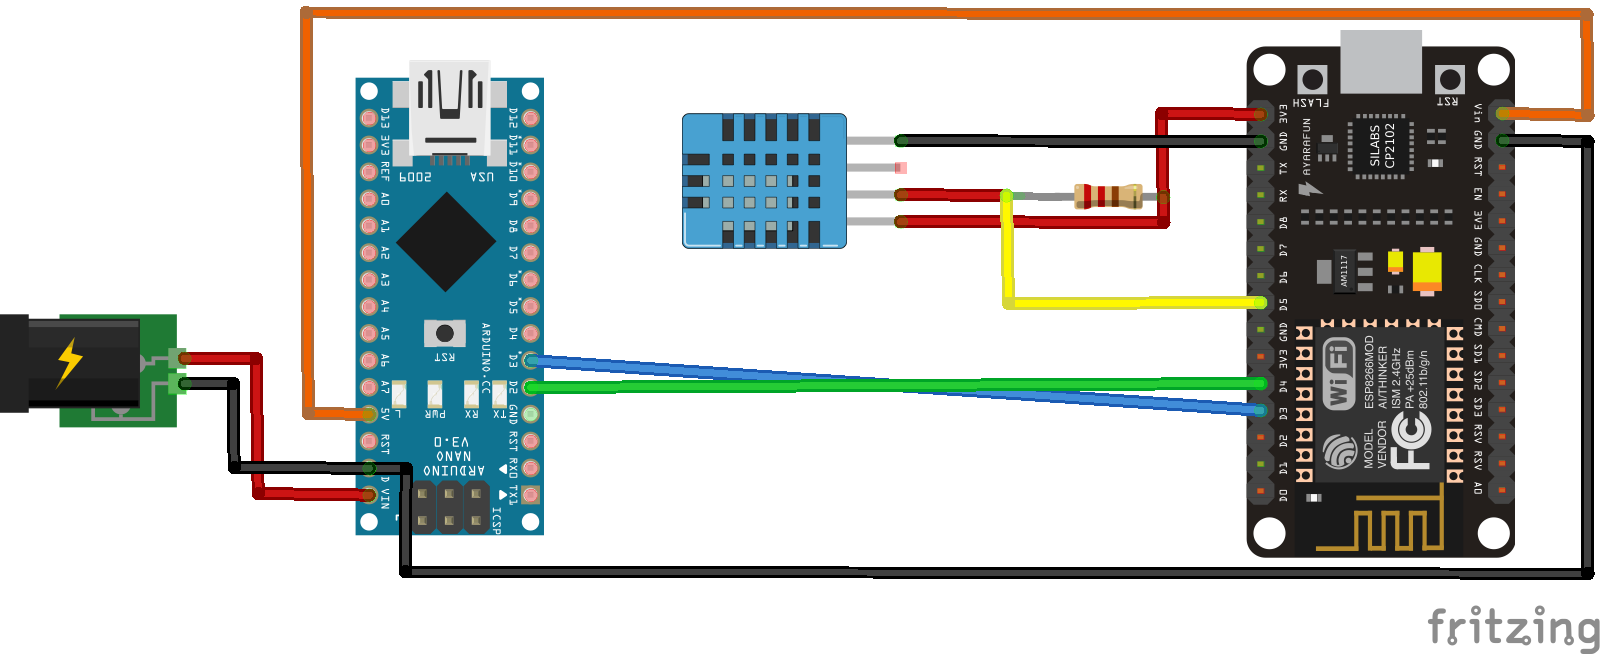 D13
3V3
REF
A0
A1
A2
A3
A4
A5
A6
A7
5V
RST
D
VIN
D12
D11
D10
D9
D8
D7
D6
D5
D4
D3
D2
GND
RST
RX0
TX1
2009
USA
RST
ARDUINO.CC
L
PWR
RX
TX
V3.0
NANO
ARDUINO
ICSP
FLASH
RST
AYARAFUN
SILABS
CP2102
AM1117
3V3
GND
TX
RX
D8
D7
D6
D5
GND
3V3
D4
D3
D2
D1
D0
Vin
GND
RST
EN
3V3
GND
CLK
SD0
CMD
SD1
SD2
SD3
RSV
RSV
A0
WiFi
MODEL
VENDOR
ESP8266MOD
AI/THINKER
ISM 2.4GHz
PA +25dBm
802.11b/g/n
FC
fritzing